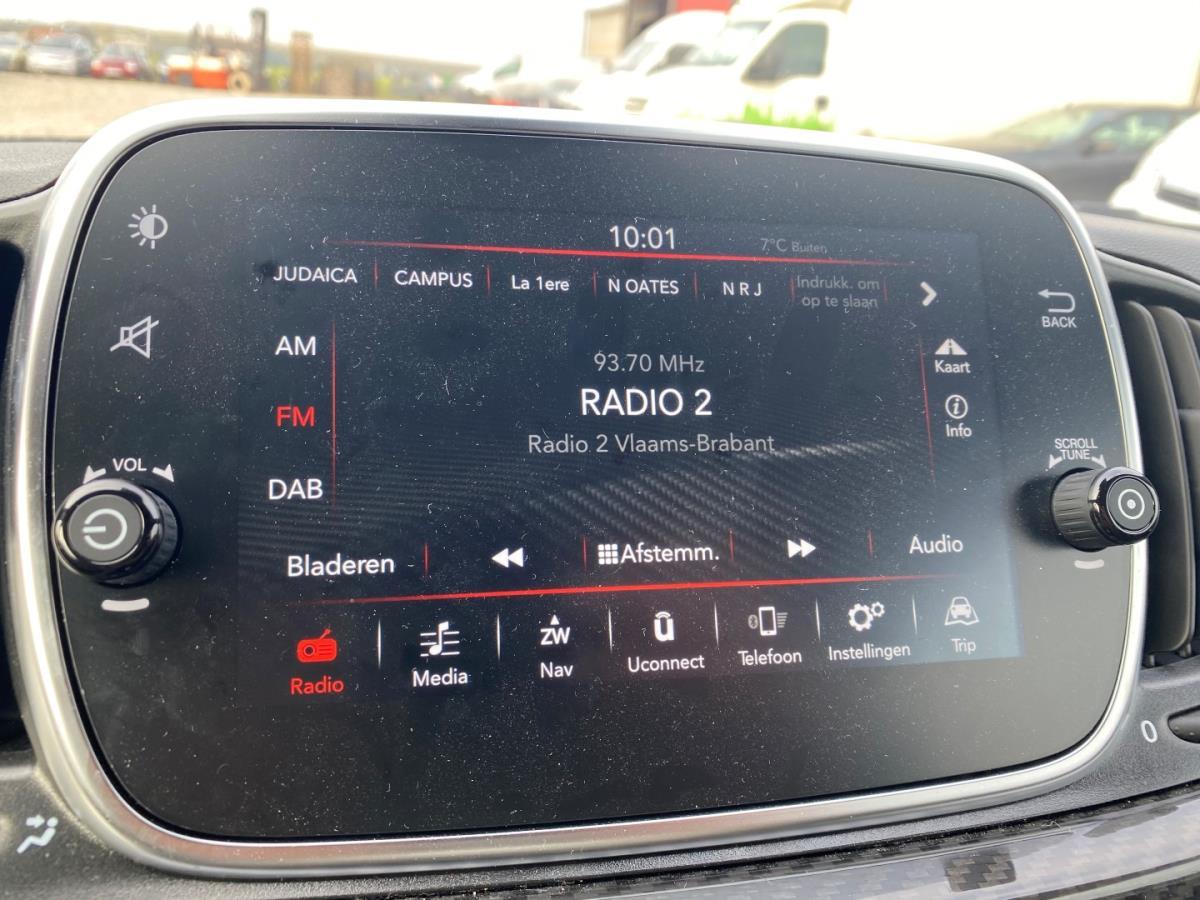 10:01
7°C Buiten
JUDAICA
CAMPUS
La 1ere
N OATES
N R J
Indrukk. om
op te slaan
BACK
AM
93.70 MHz
Kaart
FM
RADIO 2
Info
Radio 2 Vlaams-Brabant
VOL
SCROLL
TUNE
DAB
Bladeren
Afstemm.
Audio
ZW
Radio
Media
Nav
Uconnect
Telefoon
Instellingen
Trip
0